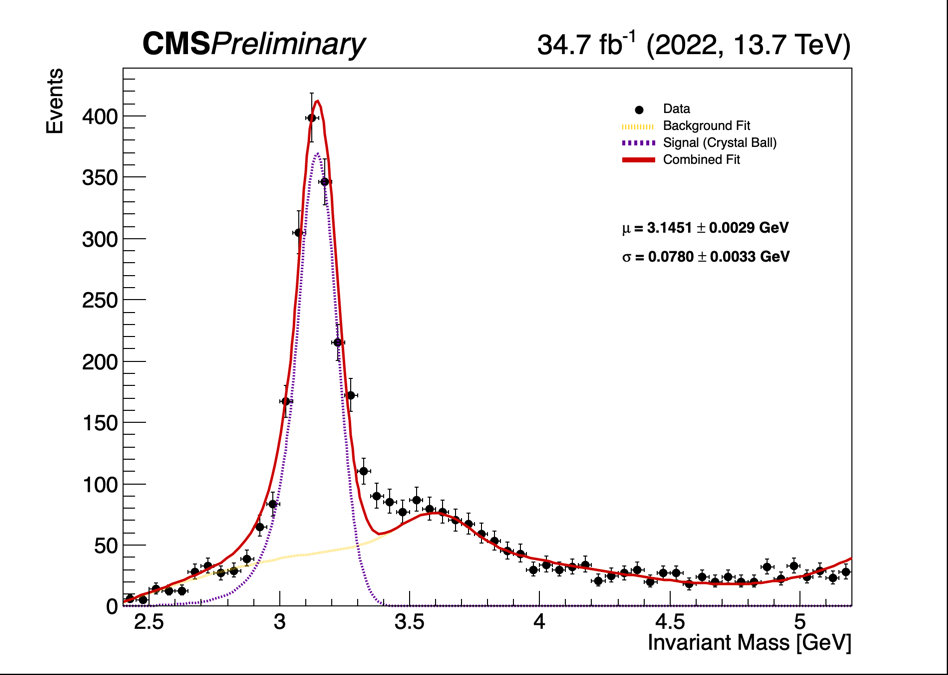 CMSPreliminary 34.7 fb⁻¹ (2022, 13.7 TeV)
Events
400
350
300
250
200
150
100
50
0
Data
Background Fit
Signal (Crystal Ball)
Combined Fit
μ = 3.1451 ± 0.0029 GeV
σ = 0.0780 ± 0.0033 GeV
2.5 3 3.5 4 4.5 5
Invariant Mass [GeV]